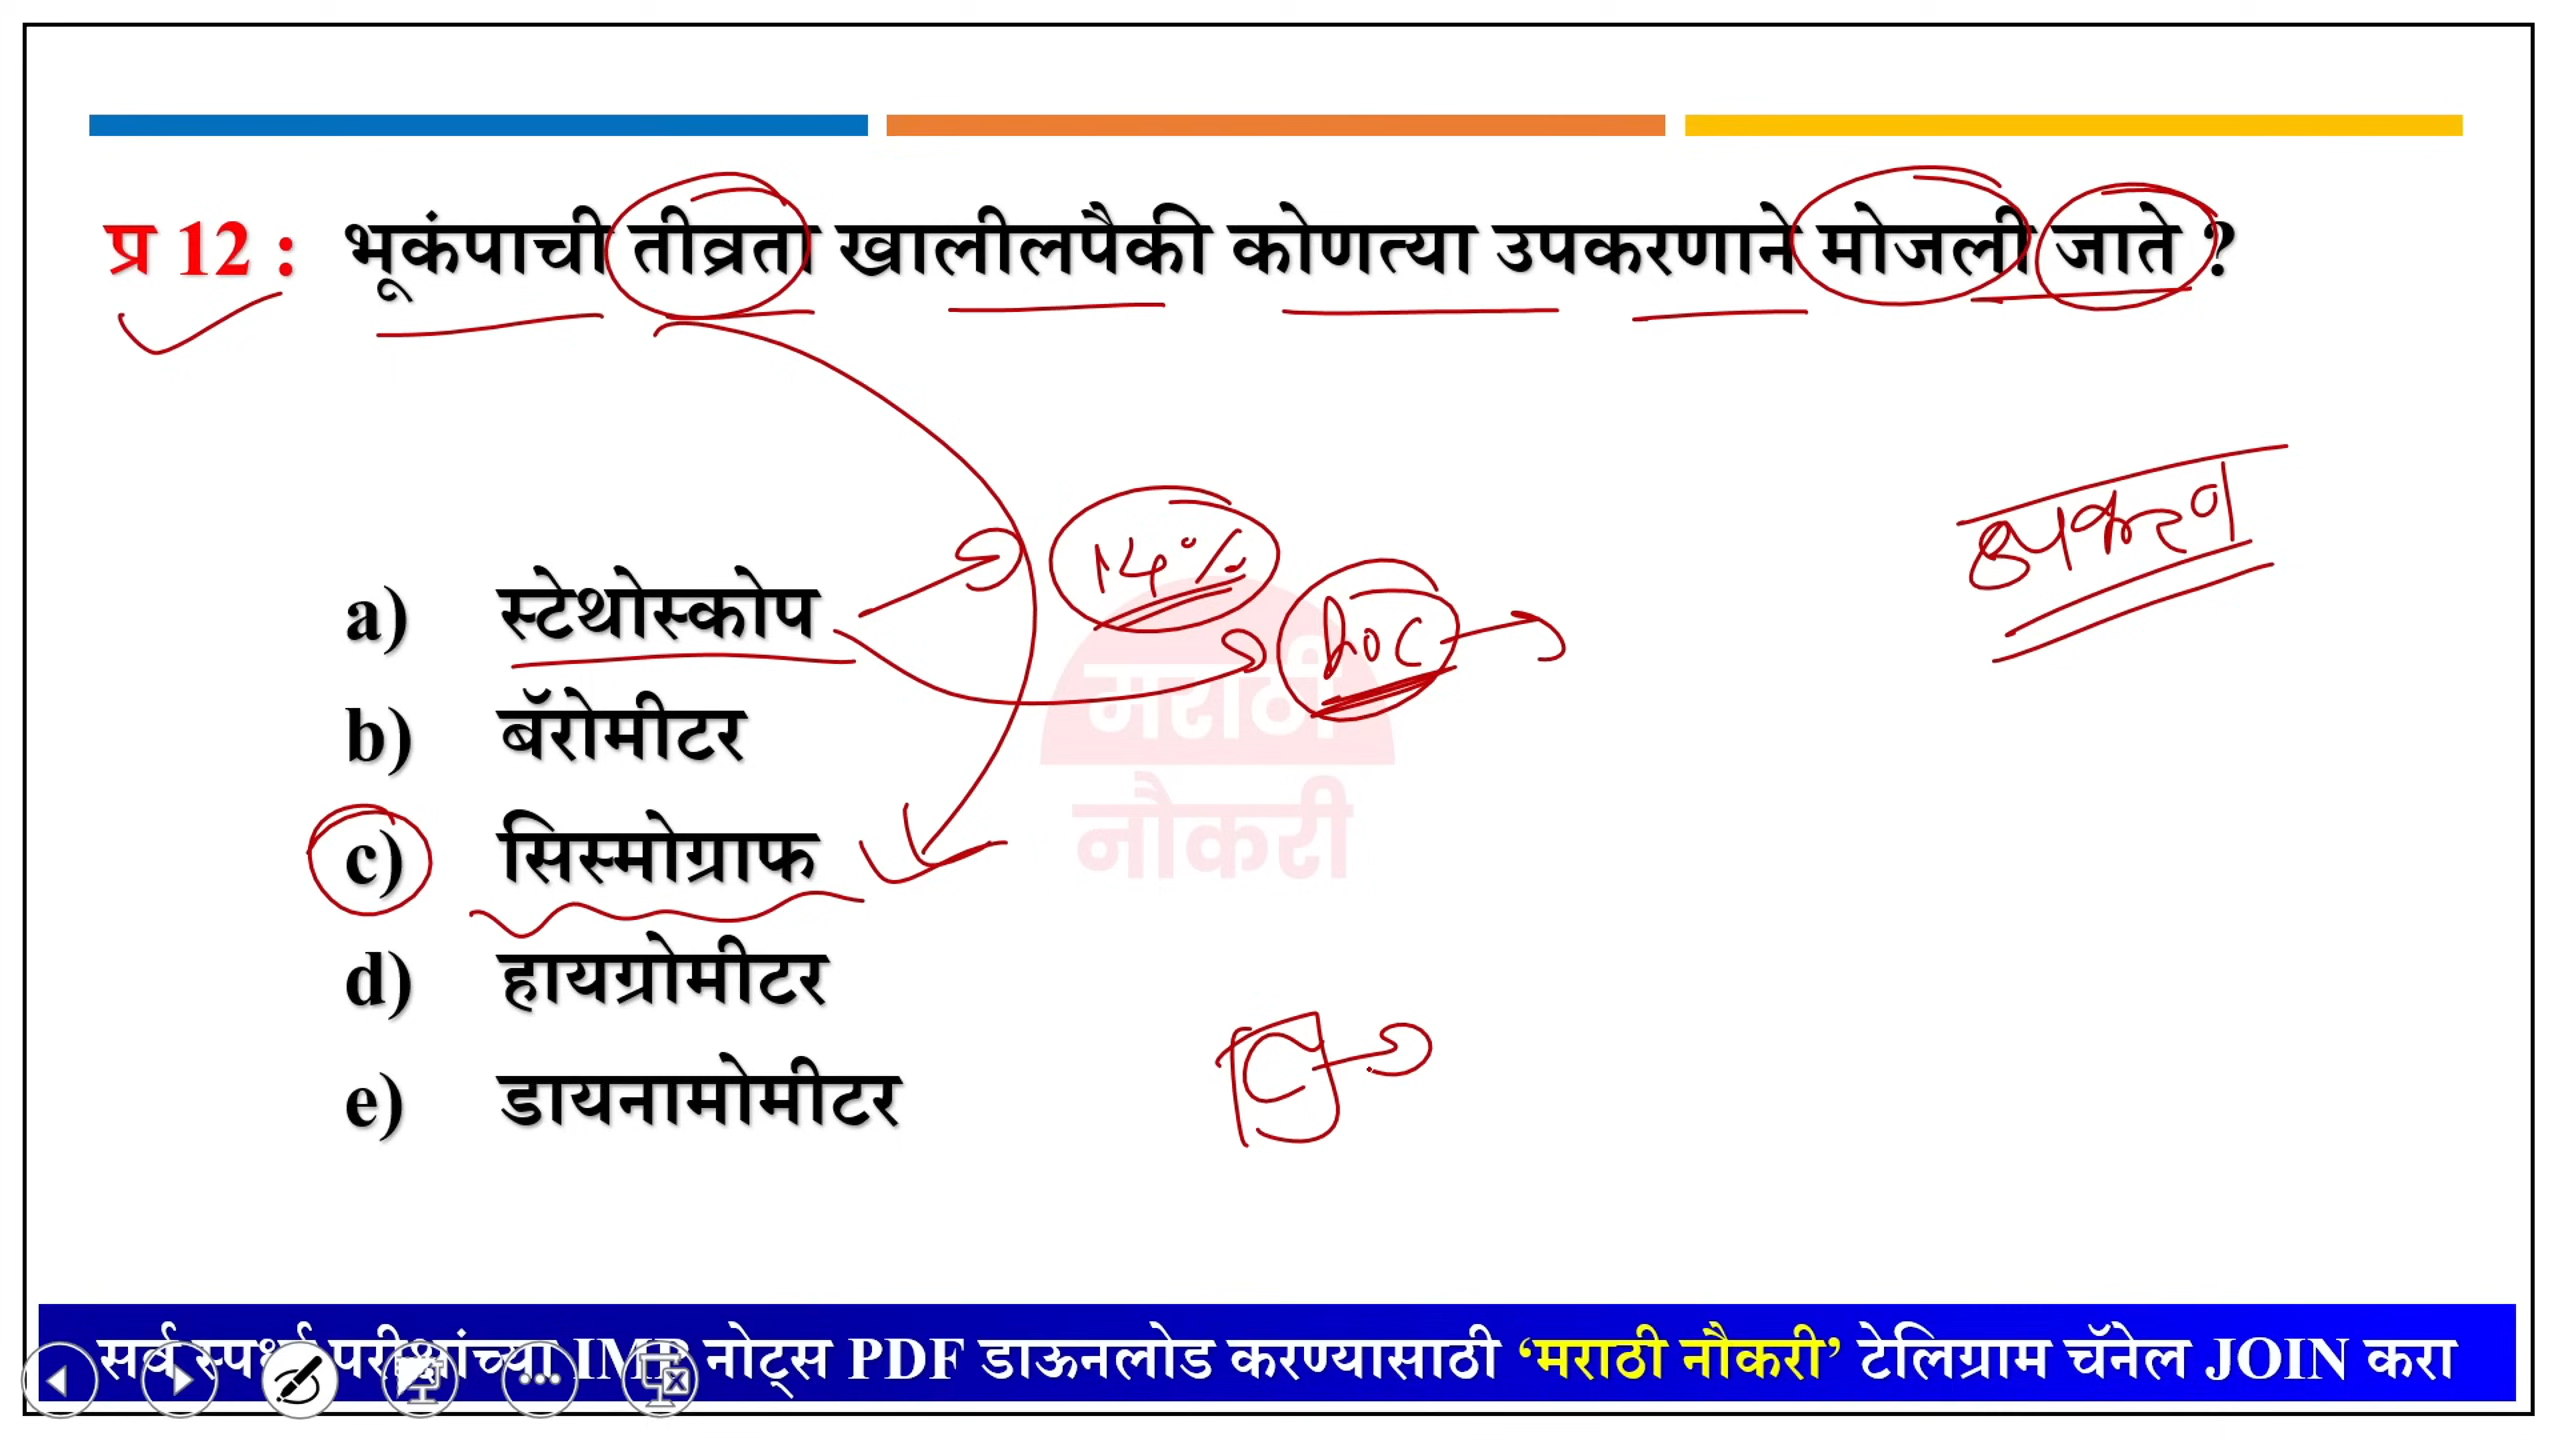 प्र 12 : भूकंपाची तीव्रता खालीलपैकी कोणत्या उपकरणाने मोजली जाते ?
उपकरण
a) स्टेथोस्कोप
b) बॅरोमीटर
c) सिस्मोग्राफ
d) हायग्रोमीटर
e) डायनामोमीटर
मराठी
नौकरी
C
सर्व स्पर्धा परीक्षांच्या IMP नोट्स PDF डाऊनलोड करण्यासाठी ‘मराठी नौकरी’ टेलिग्राम चॅनेल JOIN करा